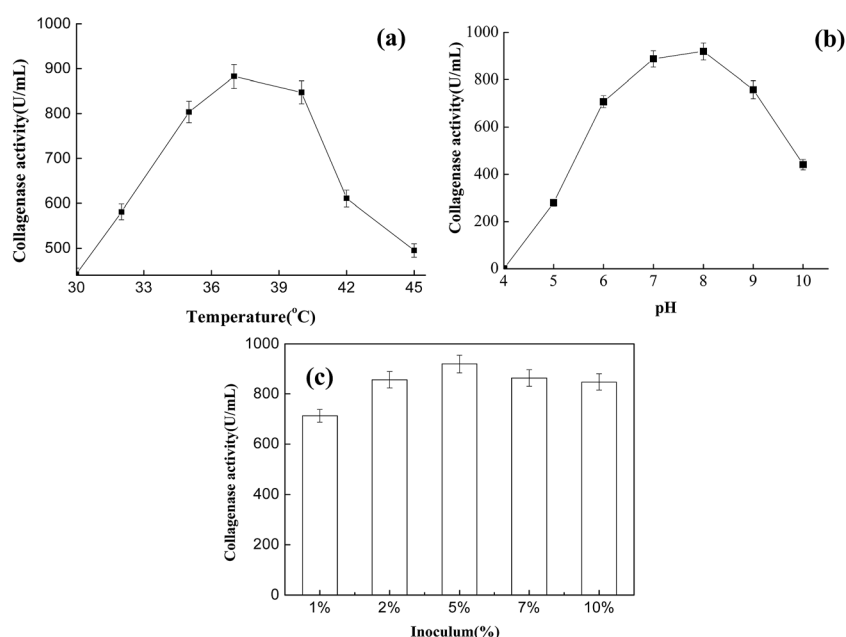 (a)
Collagenase activity(U/mL)
1000
900
800
700
600
500
30 33 36 39 42 45
Temperature(°C)
(b)
Collagenase activity(U/mL)
1000
800
600
400
200
0
4 5 6 7 8 9 10
pH
(c)
Collagenase activity(U/mL)
1000
800
600
400
200
0
1% 2% 5% 7% 10%
Inoculum(%)